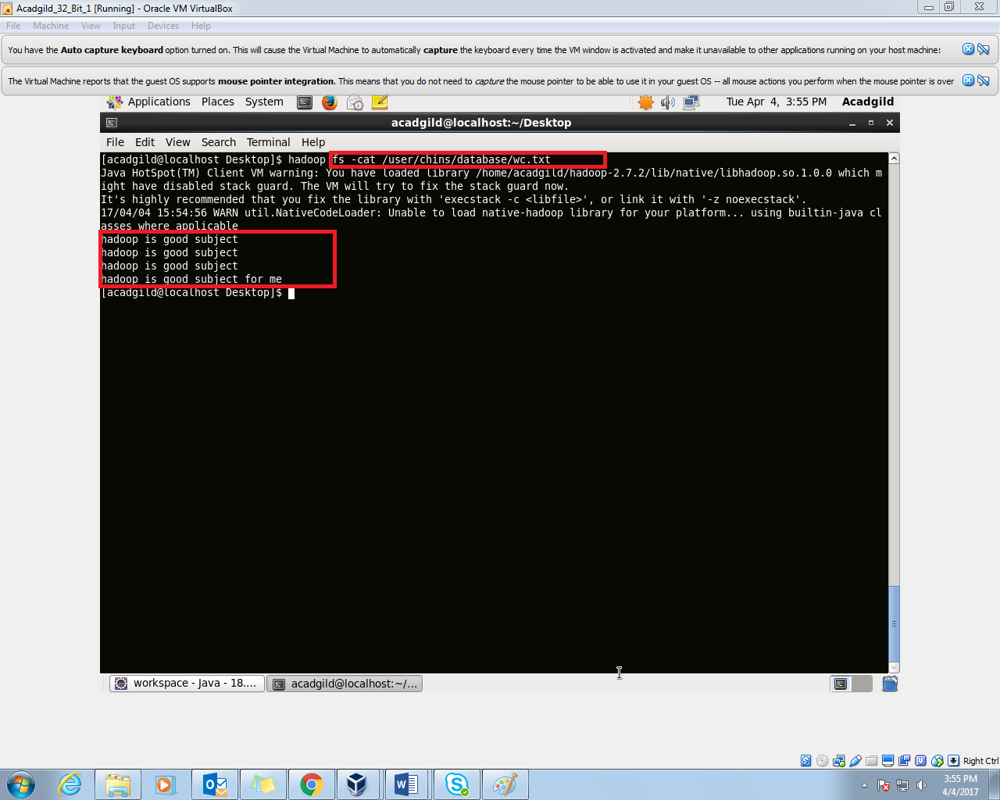 Acadgild_32_Bit_1 [Running] - Oracle VM VirtualBox
File Machine View Input Devices Help
You have the Auto capture keyboard option turned on. This will cause the Virtual Machine to automatically capture the keyboard every time the VM window is activated and make it unavailable to other applications running on your host machine:
The Virtual Machine reports that the guest OS supports mouse pointer integration. This means that you do not need to capture the mouse pointer to be able to use it in your guest OS -- all mouse actions you perform when the mouse pointer is over
Applications Places System Tue Apr 4, 3:55 PM Acadgild
acadgild@localhost:~/Desktop
File Edit View Search Terminal Help
[acadgild@localhost Desktop]$ hadoop fs -cat /user/chins/database/wc.txt
Java HotSpot(TM) Client VM warning: You have loaded library /home/acadgild/hadoop-2.7.2/lib/native/libhadoop.so.1.0.0 which m
ight have disabled stack guard. The VM will try to fix the stack guard now.
It's highly recommended that you fix the library with 'execstack -c <libfile>', or link it with '-z noexecstack'.
17/04/04 15:54:56 WARN util.NativeCodeLoader: Unable to load native-hadoop library for your platform... using builtin-java cl
asses where applicable
hadoop is good subject
hadoop is good subject
hadoop is good subject
hadoop is good subject for me
[acadgild@localhost Desktop]$
workspace - Java - 18.... acadgild@localhost:~/...
Right Ctrl
3:55 PM
4/4/2017